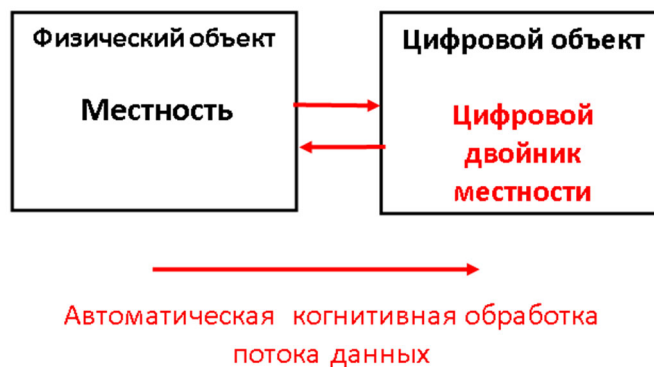 Физический объект
Местность
Цифровой объект
Цифровой
двойник
местности
Автоматическая когнитивная обработка
потока данных